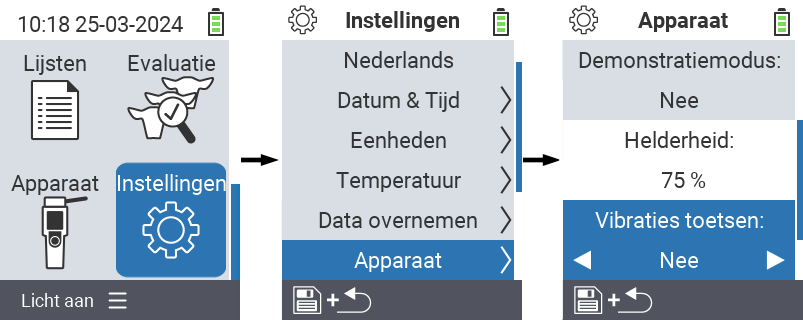 10:18 25-03-2024
Lijsten
Evaluatie
Apparaat
Instellingen
Licht aan
Instellingen
Nederlands
Datum & Tijd
Eenheden
Temperatuur
Data overnemen
Apparaat
+
Apparaat
Demonstratiemodus:
Nee
Helderheid:
75 %
Vibraties toetsen:
Nee
+